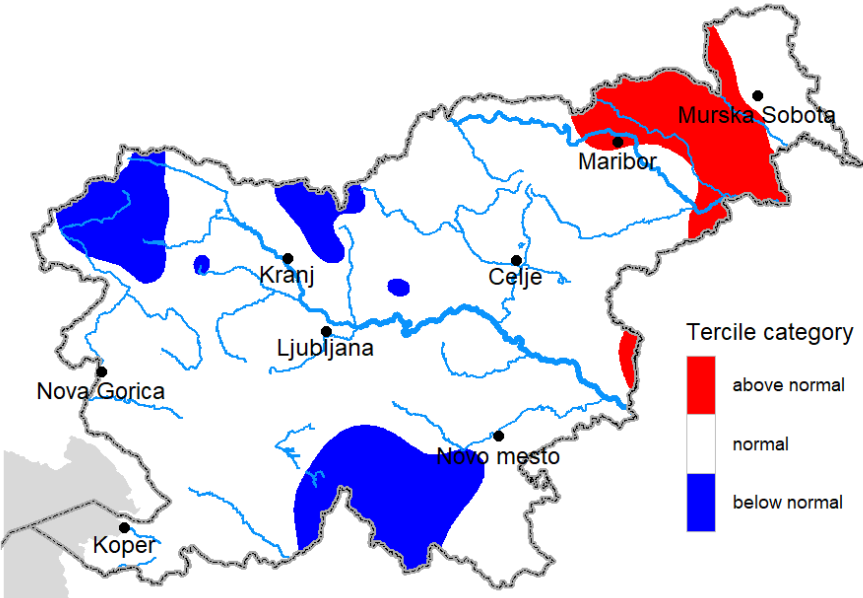 Murska Sobota
Maribor
Kranj
Celje
Ljubljana
Nova Gorica
Novo mesto
Koper
Tercile category
above normal
normal
below normal